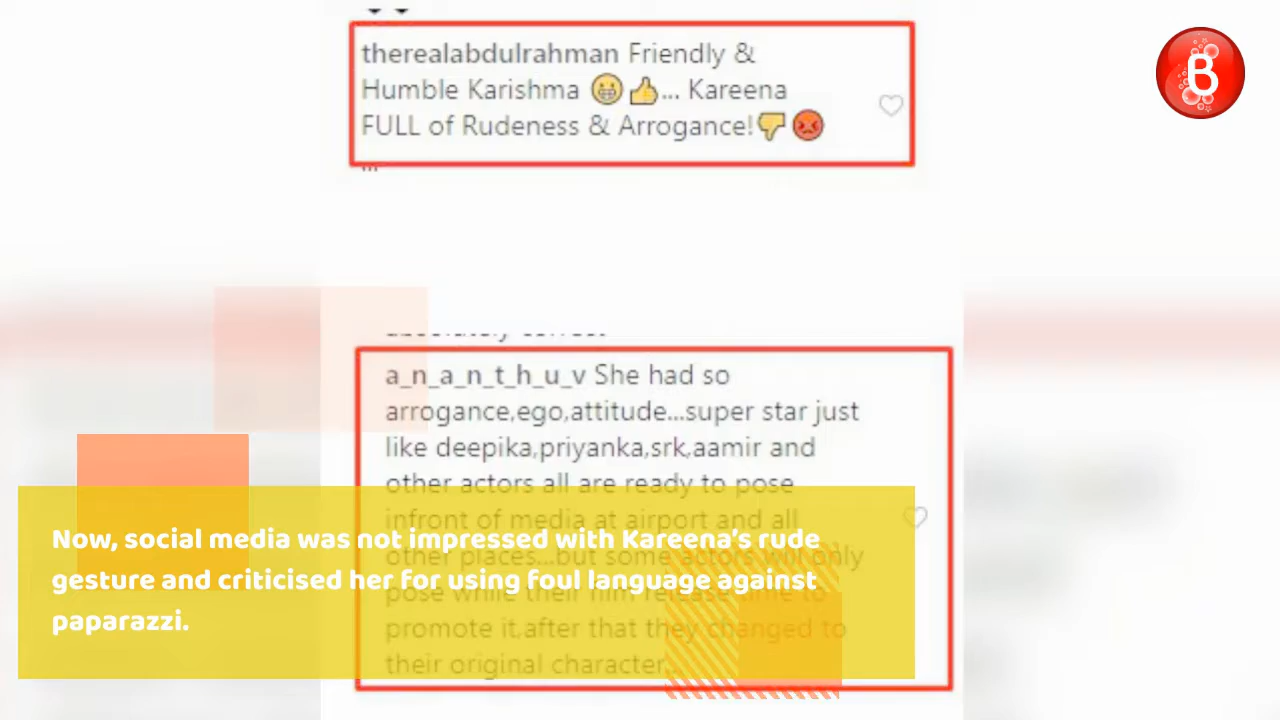 therealabdulrahman Friendly &
Humble Karishma 😁👍... Kareena
FULL of Rudeness & Arrogance!👎😡
...
absolutely correct
a_n_a_n_t_h_u_v She had so
arrogance,ego,attitude...super star just
like deepika,priyanka,srk,aamir and
other actors all are ready to pose
infront of media at airport and all
other places...but some actors will only
pose while their film release time to
promote it,after that they changed to
their original character...
Now, social media was not impressed with Kareena's rude
gesture and criticised her for using foul language against
paparazzi.
B